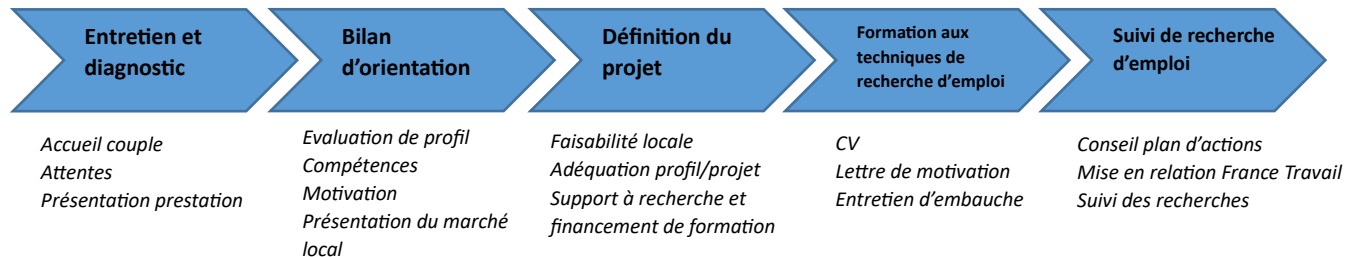 Entretien et
diagnostic
Accueil couple
Attentes
Présentation prestation
Bilan
d'orientation
Evaluation de profil
Compétences
Motivation
Présentation du marché
local
Définition du
projet
Faisabilité locale
Adéquation profil/projet
Support à recherche et
financement de formation
Formation aux
techniques de
recherche d'emploi
CV
Lettre de motivation
Entretien d'embauche
Suivi de recherche
d'emploi
Conseil plan d'actions
Mise en relation France Travail
Suivi des recherches